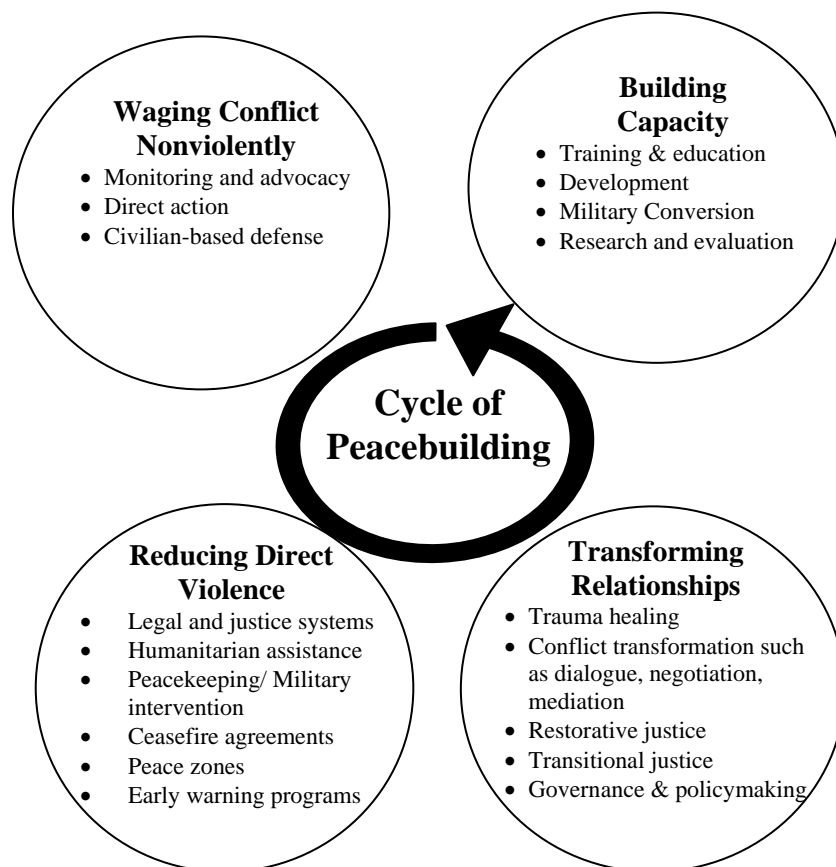 Waging Conflict
Nonviolently
• Monitoring and advocacy
• Direct action
• Civilian-based defense
Building
Capacity
• Training & education
• Development
• Military Conversion
• Research and evaluation
Cycle of
Peacebuilding
Reducing Direct
Violence
• Legal and justice systems
• Humanitarian assistance
• Peacekeeping/ Military
intervention
• Ceasefire agreements
• Peace zones
• Early warning programs
Transforming
Relationships
• Trauma healing
• Conflict transformation such
as dialogue, negotiation,
mediation
• Restorative justice
• Transitional justice
• Governance & policymaking